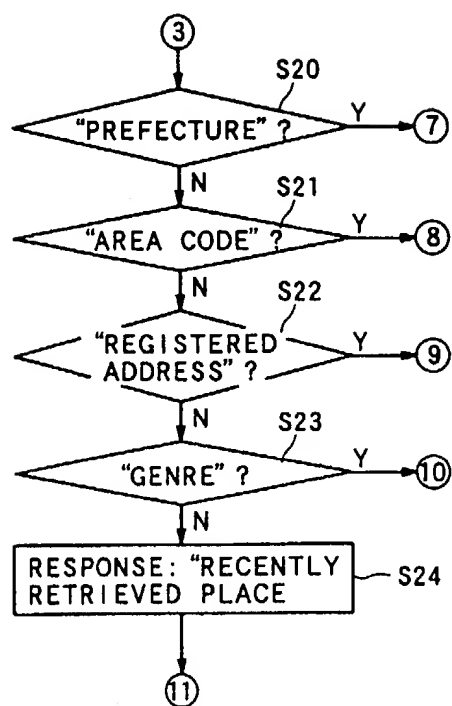 3
S20
"PREFECTURE" ?
Y
7
N
S21
"AREA CODE" ?
Y
8
N
S22
"REGISTERED
ADDRESS" ?
Y
9
N
S23
"GENRE" ?
Y
10
N
RESPONSE: "RECENTLY
RETRIEVED PLACE
S24
11